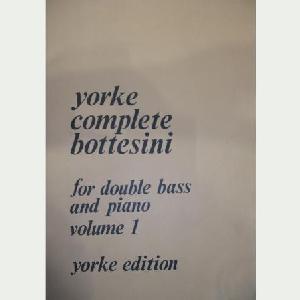 yorke
complete
bottesini
for double bass
and piano
volume 1
yorke edition